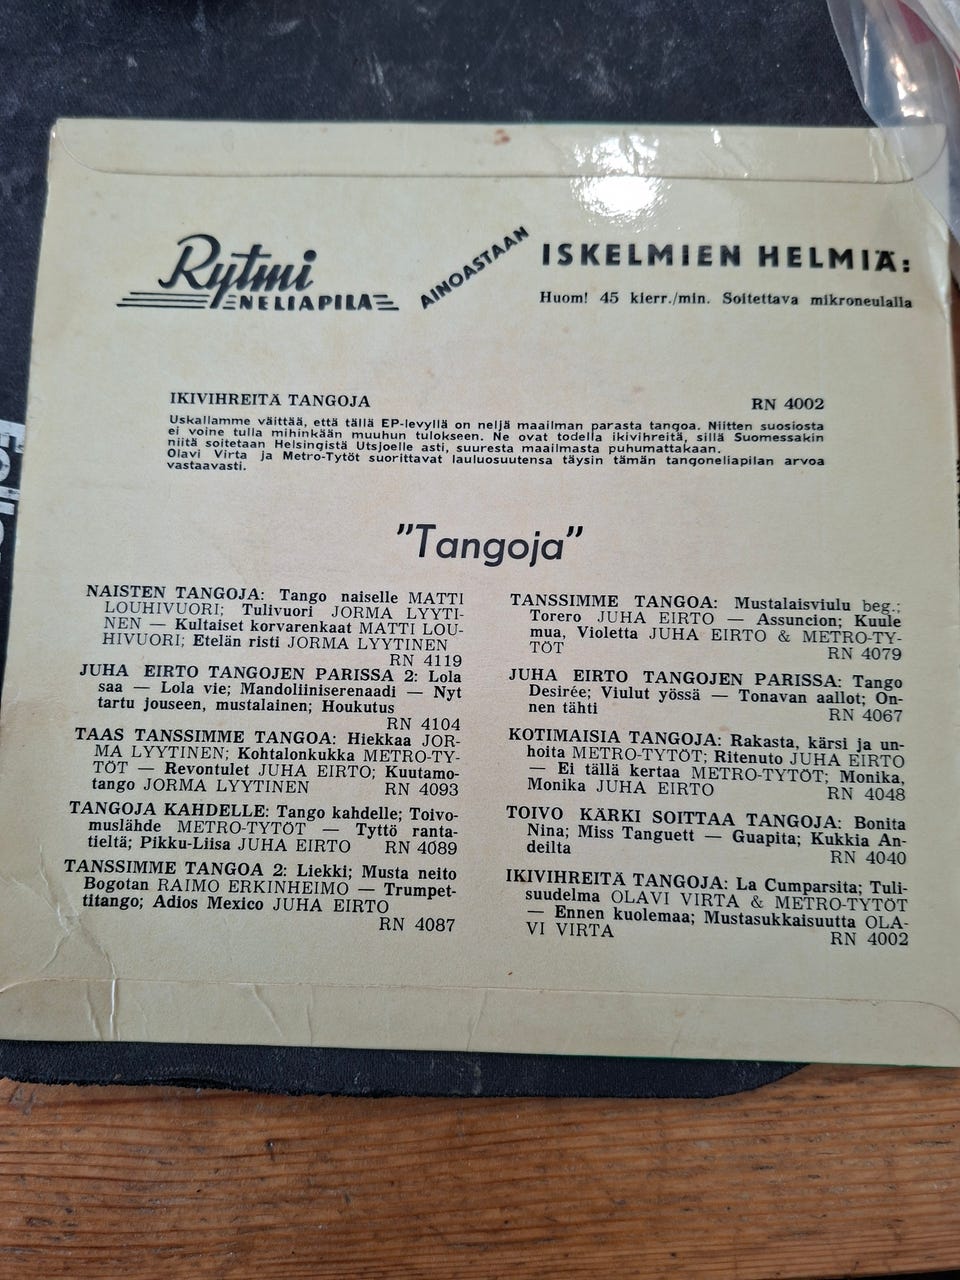 Rytmi
NELIAPILA
AINOASTAAN
ISKELMIEN HELMIÄ:
Huom! 45 kierr./min. Soitettava mikroneulalla
IKIVIHREITÄ TANGOJA RN 4002
Uskallamme väittää, että tällä EP-levyllä on neljä maailman parasta tangoa. Niitten suosiosta
ei voine tulla mihinkään muuhun tulokseen. Ne ovat todella ikivihreitä, sillä Suomessakin
niitä soitetaan Helsingistä Utsjoelle asti, suuresta maailmasta puhumattakaan.
Olavi Virta ja Metro-Tytöt suorittavat lauluosuutensa täysin tämän tangoneliapilan arvoa
vastaavasti.
"Tangoja"
NAISTEN TANGOJA: Tango naiselle MATTI
LOUHIVUORI; Tulivuori JORMA LYYTI-
NEN — Kultaiset korvarenkaat MATTI LOU-
HIVUORI; Etelän risti JORMA LYYTINEN
RN 4119
JUHA EIRTO TANGOJEN PARISSA 2: Lola
saa — Lola vie; Mandoliiniserenaadi — Nyt
tartu jouseen, mustalainen; Houkutus
RN 4104
TAAS TANSSIMME TANGOA: Hiekkaa JOR-
MA LYYTINEN; Kohtalonkukka METRO-TY-
TÖT — Revontulet JUHA EIRTO; Kuutamo-
tango JORMA LYYTINEN RN 4093
TANGOJA KAHDELLE: Tango kahdelle; Toivo-
muslähde METRO-TYTÖT — Tyttö ranta-
tieltä; Pikku-Liisa JUHA EIRTO RN 4089
TANSSIMME TANGOA 2: Liekki; Musta neito
Bogotan RAIMO ERKINHEIMO — Trumpet-
titango; Adios Mexico JUHA EIRTO
RN 4087
TANSSIMME TANGOA: Mustalaisviulu beg.;
Torero JUHA EIRTO — Assuncion; Kuule
mua, Violetta JUHA EIRTO & METRO-TY-
TÖT RN 4079
JUHA EIRTO TANGOJEN PARISSA: Tango
Desirée; Viulut yössä — Tonavan aallot; On-
nen tähti RN 4067
KOTIMAISIA TANGOJA: Rakasta, kärsi ja un-
hoita METRO-TYTÖT; Ritenuto JUHA EIRTO
— Ei tällä kertaa METRO-TYTÖT; Monika,
Monika JUHA EIRTO RN 4048
TOIVO KÄRKI SOITTAA TANGOJA: Bonita
Nina; Miss Tanguett — Guapita; Kukkia An-
deilta RN 4040
IKIVIHREITÄ TANGOJA: La Cumparsita; Tuli-
suudelma OLAVI VIRTA & METRO-TYTÖT
— Ennen kuolemaa; Mustasukkaisuutta OLA-
VI VIRTA RN 4002